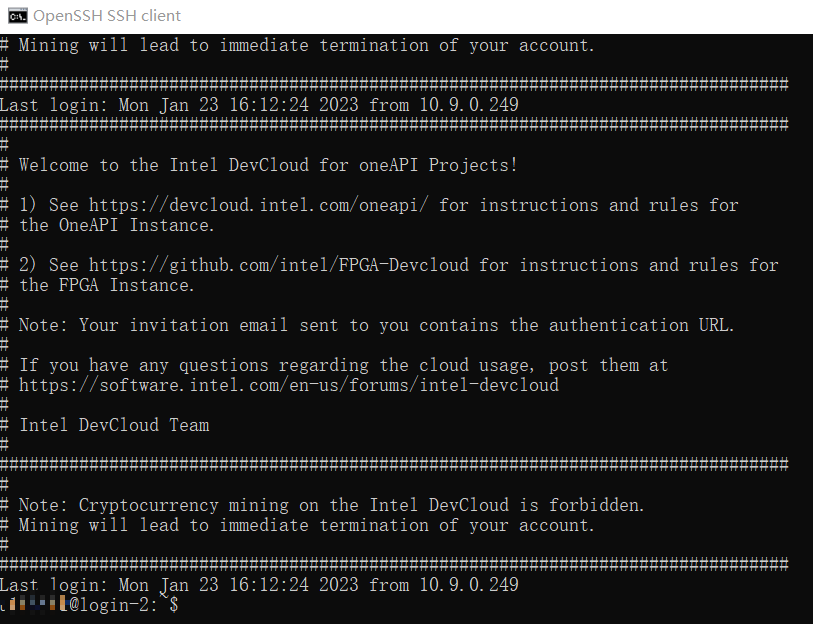 OpenSSH SSH client
# Mining will lead to immediate termination of your account.
#
###############################################################################
Last login: Mon Jan 23 16:12:24 2023 from 10.9.0.249
###############################################################################
#
# Welcome to the Intel DevCloud for oneAPI Projects!
#
# 1) See https://devcloud.intel.com/oneapi/ for instructions and rules for
# the OneAPI Instance.
#
# 2) See https://github.com/intel/FPGA-Devcloud for instructions and rules for
# the FPGA Instance.
#
# Note: Your invitation email sent to you contains the authentication URL.
#
# If you have any questions regarding the cloud usage, post them at
# https://software.intel.com/en-us/forums/intel-devcloud
#
# Intel DevCloud Team
#
###############################################################################
#
# Note: Cryptocurrency mining on the Intel DevCloud is forbidden.
# Mining will lead to immediate termination of your account.
#
###############################################################################
Last login: Mon Jan 23 16:12:24 2023 from 10.9.0.249
@login-2:~$